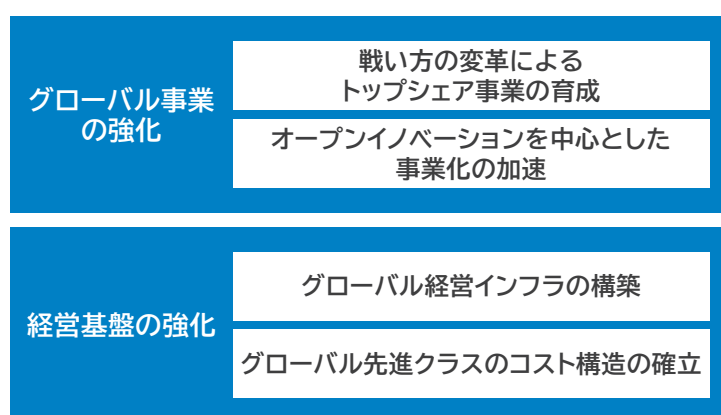 グローバル事業
の強化
戦い方の変革による
トップシェア事業の育成
オープンイノベーションを中心とした
事業化の加速
経営基盤の強化
グローバル経営インフラの構築
グローバル先進クラスのコスト構造の確立